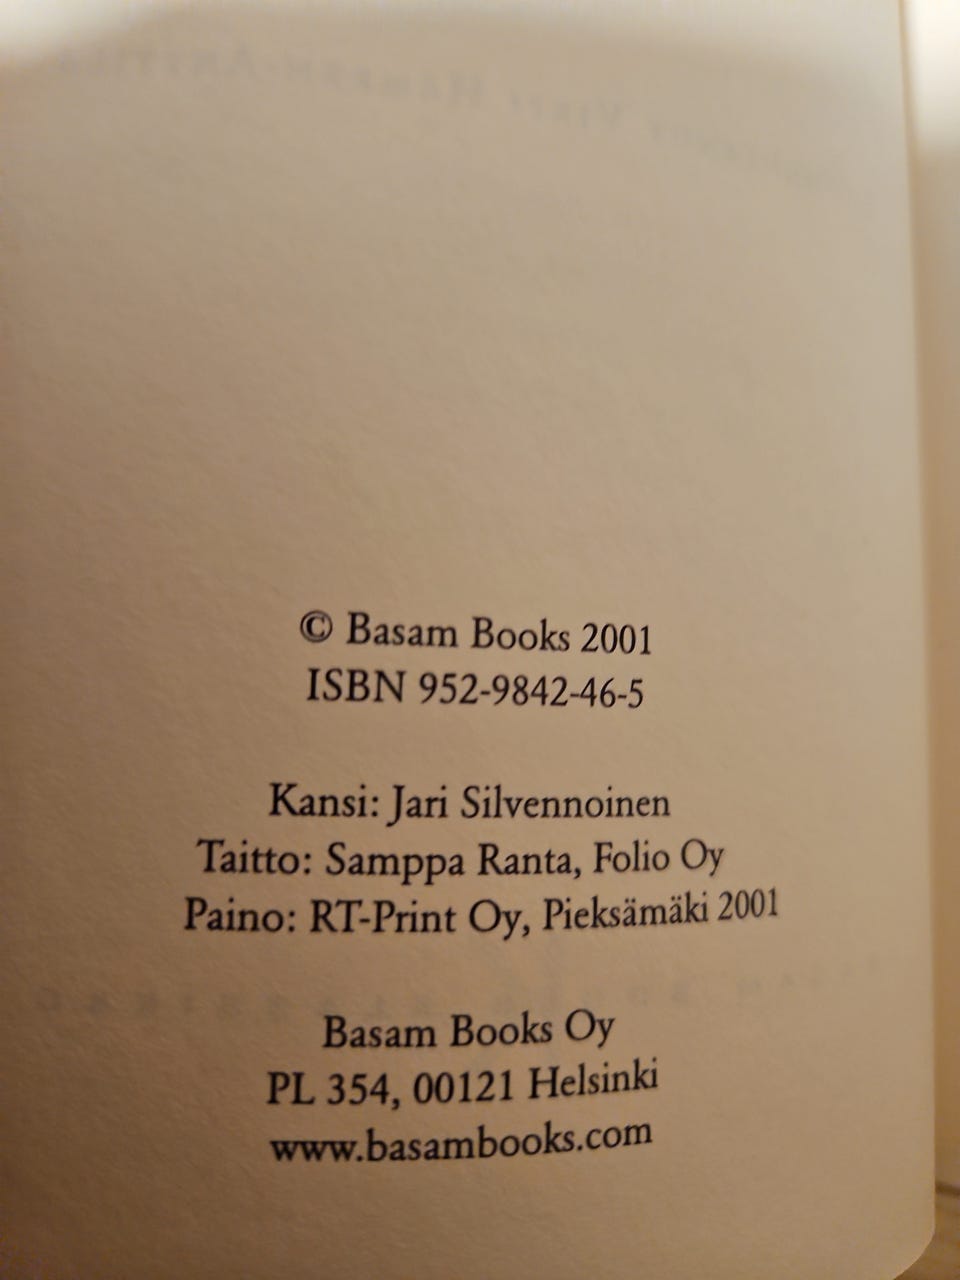 © Basam Books 2001
ISBN 952-9842-46-5
Kansi: Jari Silvennoinen
Taitto: Samppa Ranta, Folio Oy
Paino: RT-Print Oy, Pieksämäki 2001
Basam Books Oy
PL 354, 00121 Helsinki
www.basambooks.com